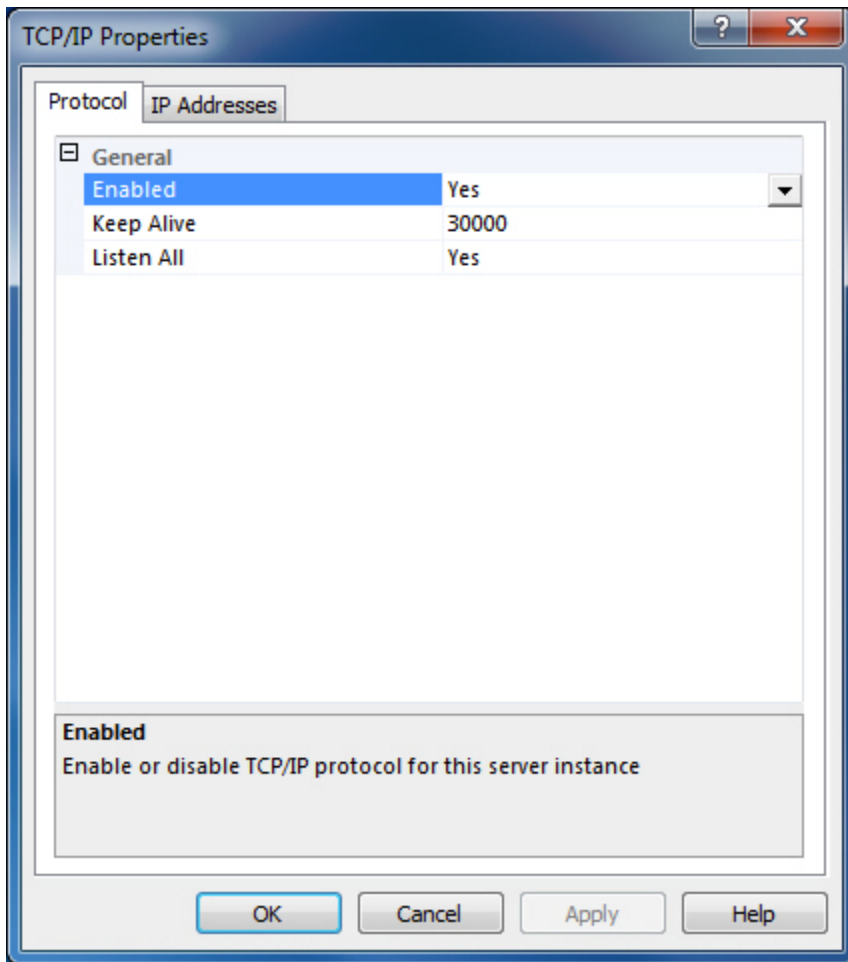 TCP/IP Properties
?
X
Protocol
IP Addresses
General
Enabled Yes
Keep Alive 30000
Listen All Yes
Enabled
Enable or disable TCP/IP protocol for this server instance
OK Cancel Apply Help